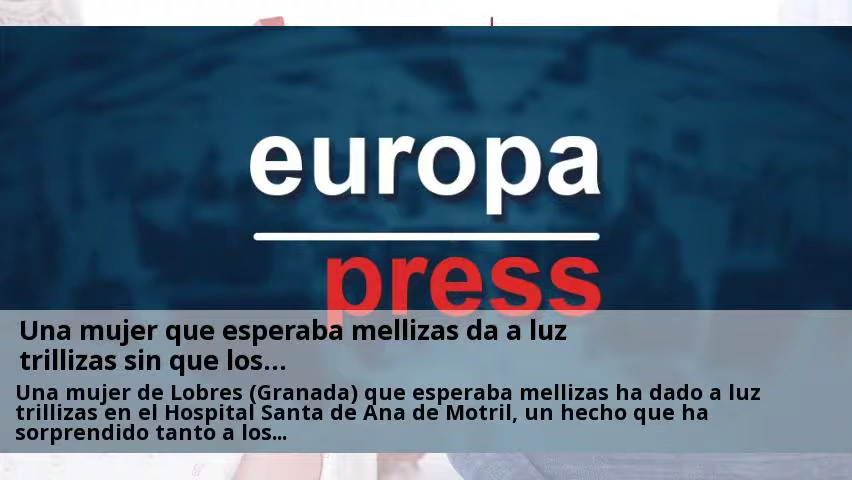 europa
press
Una mujer que esperaba mellizas da a luz
trillizas sin que los...
Una mujer de Lobres (Granada) que esperaba mellizas ha dado a luz
trillizas en el Hospital Santa de Ana de Motril, un hecho que ha
sorprendido tanto a los...